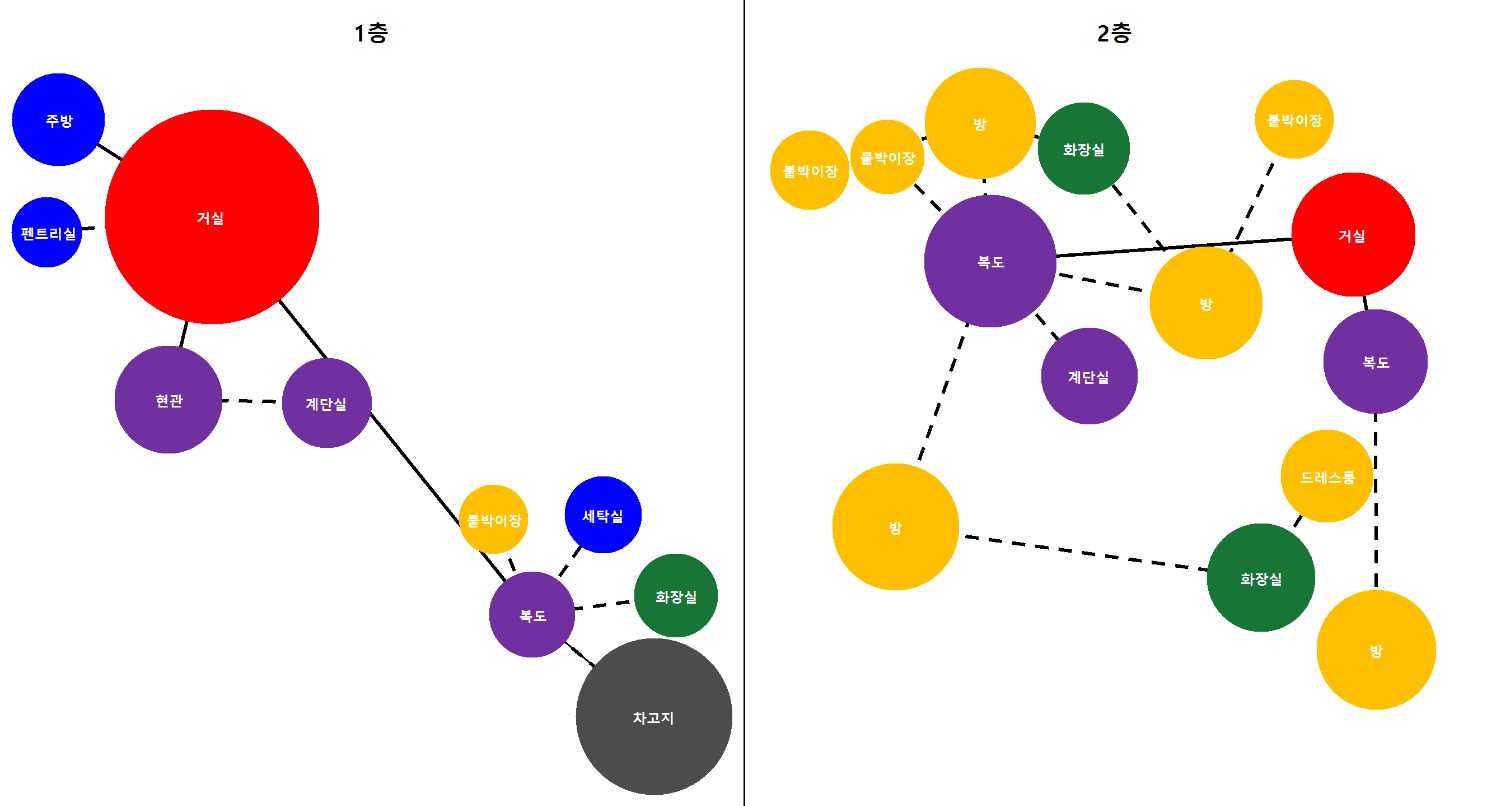 1층
주방
거실
펜트리실
현관
계단실
붙박이장
세탁실
화장실
복도
차고지
2층
방
붙박이장
화장실
붙박이장
붙박이장
거실
복도
방
계단실
복도
드레스룸
방
화장실
방